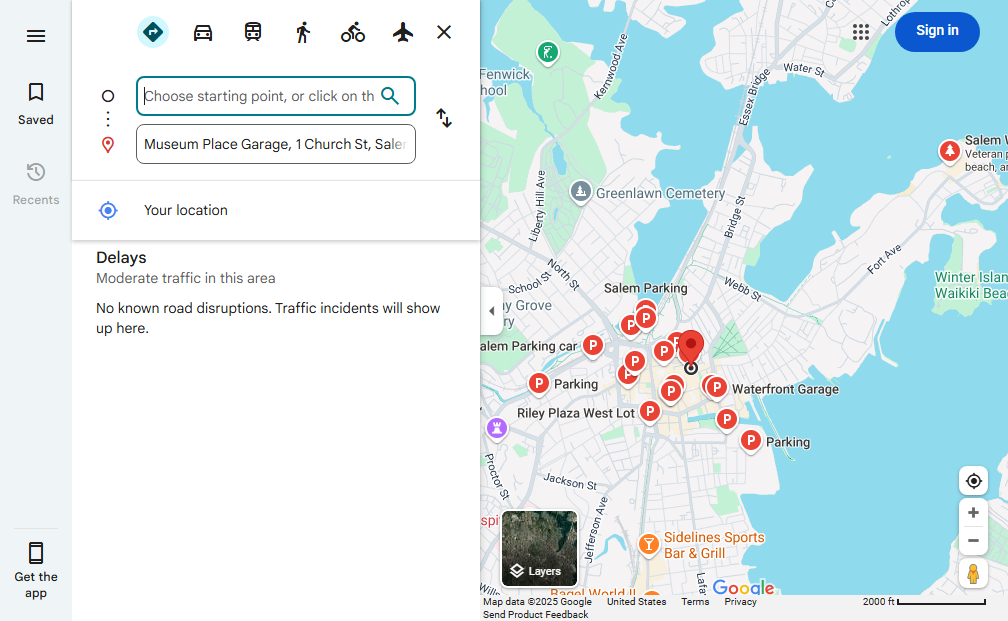 Saved
Recents
Get the
app
Choose starting point, or click on th
Museum Place Garage, 1 Church St, Saler
Your location
Delays
Moderate traffic in this area
No known road disruptions. Traffic incidents will show
up here.
Sign in
Fenwick
hool
Kernwood Ave
Essex Bridge
Water St
Lothrop
Salem W
Veteran p
beach, an
Greenlawn Cemetery
Liberty Hill Ave
Bridge St
Fort Ave
North St
School St
Webb St
Winter Islan
Waikiki Bea
Salem Parking
y Grove
ry
alem Parking car
Parking
Waterfront Garage
Riley Plaza West Lot
Parking
Proctor St
Jackson St
Jefferson Ave
spi
Sidelines Sports
Bar & Grill
Lafa
Layers
Bagel World II
Google
Map data ©2025 Google
United States
Terms
Privacy
2000 ft
Send Product Feedback